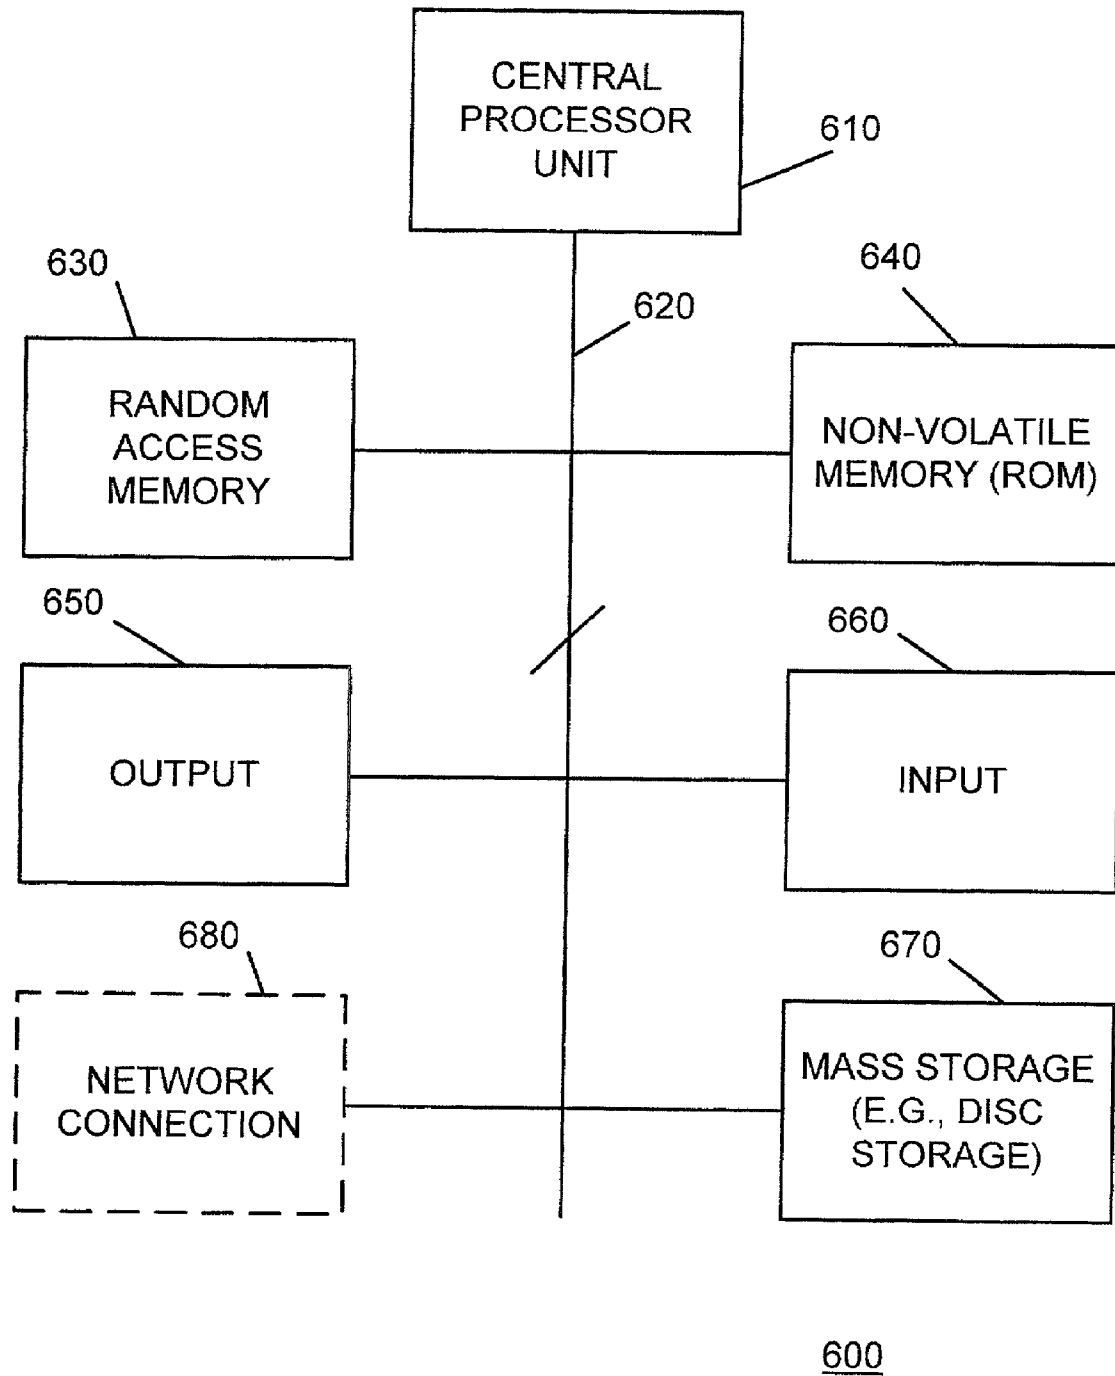 CENTRAL
PROCESSOR
UNIT
610
630
620
640
RANDOM
ACCESS
MEMORY
NON-VOLATILE
MEMORY (ROM)
650
660
OUTPUT
INPUT
680
670
NETWORK
CONNECTION
MASS STORAGE
(E.G., DISC
STORAGE)
600